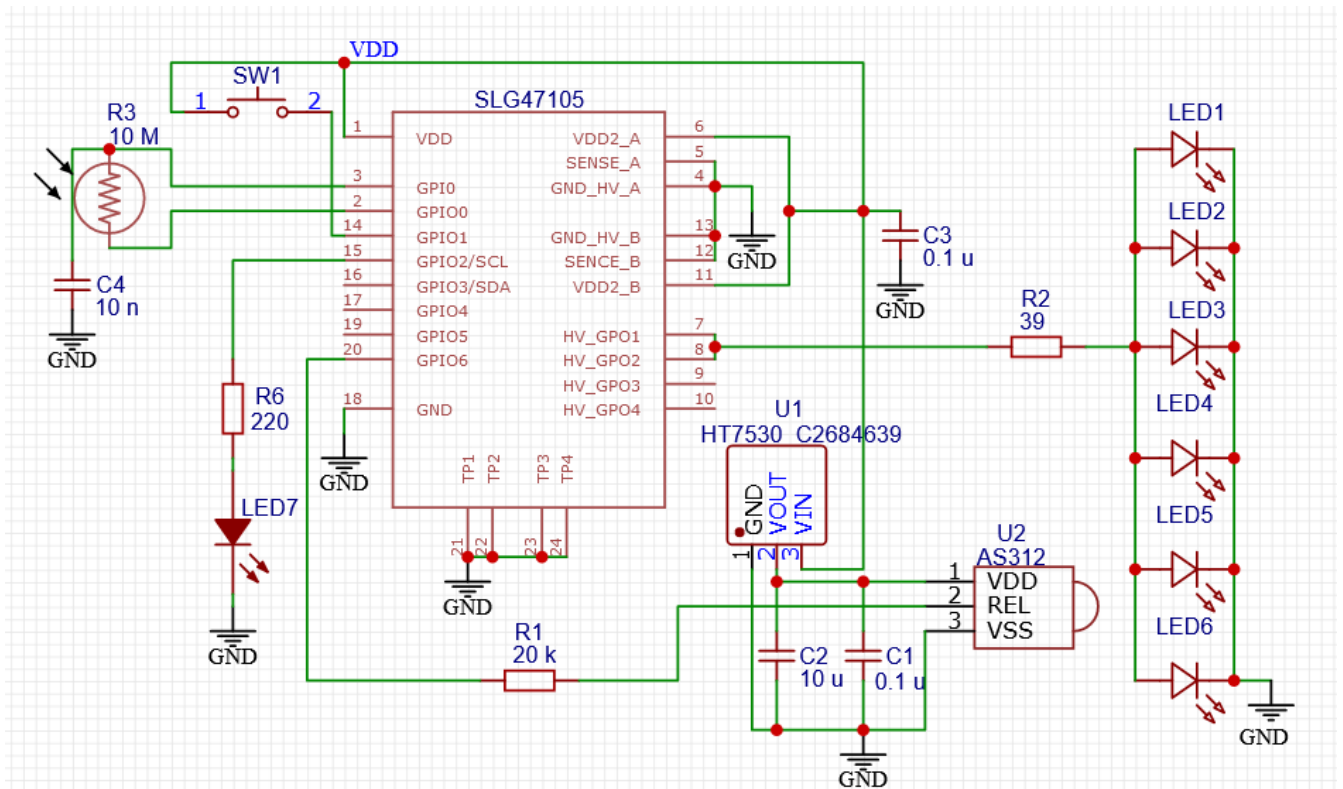 VDD
SW1
1
2
R3
10 M
C4
10 n
GND
SLG47105
1
VDD
3
GPI0
2
GPIO0
14
GPIO1
15
GPIO2/SCL
16
GPIO3/SDA
17
GPIO4
19
GPIO5
20
GPIO6
18
GND
VDD2_A
6
SENSE_A
5
GND_HV_A
4
GND_HV_B
13
SENCE_B
12
VDD2_B
11
HV_GPO1
7
HV_GPO2
8
HV_GPO3
9
HV_GPO4
10
TP1
TP2
TP3
TP4
21
22
23
24
GND
GND
GND
C3
0.1 u
GND
R6
220
LED7
GND
R1
20 k
U1
HT7530 C2684639
GND
VOUT
VIN
1
2
3
C2
10 u
C1
0.1 u
GND
U2
AS312
1 VDD
2 REL
3 VSS
R2
39
LED1
LED2
LED3
LED4
LED5
LED6
GND